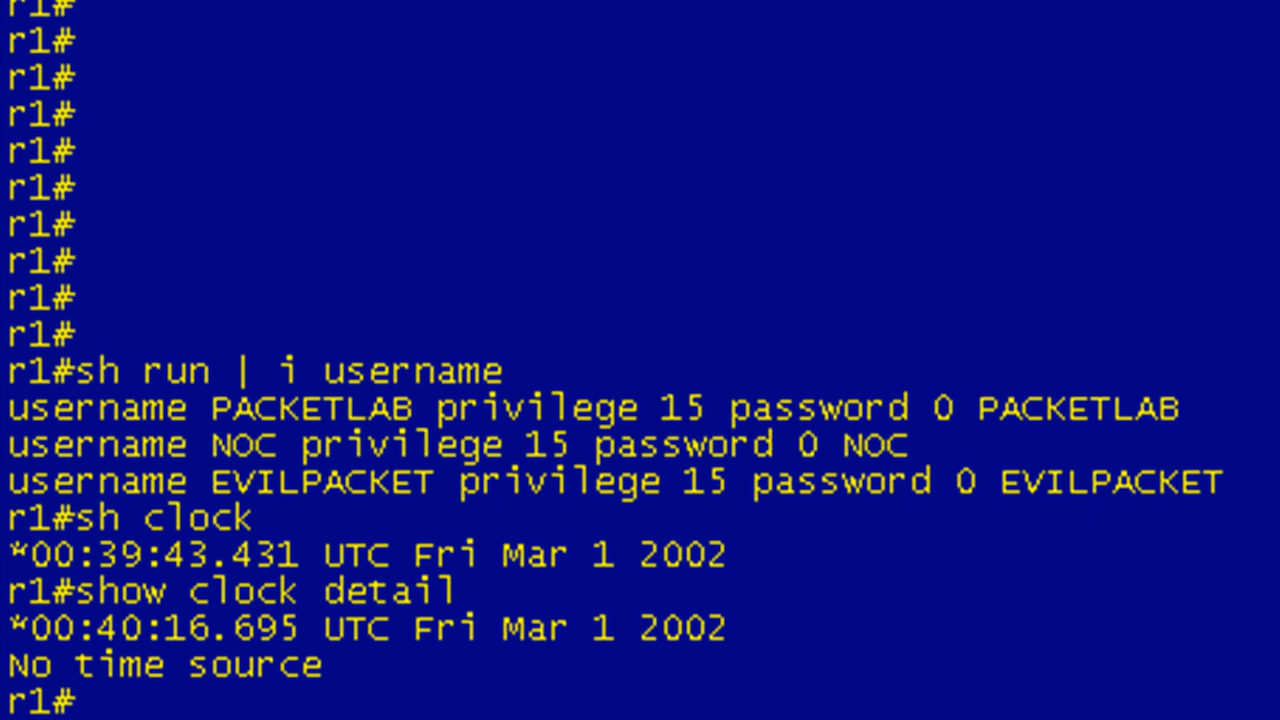 r1#
r1#
r1#
r1#
r1#
r1#
r1#
r1#
r1#
r1#
r1#sh run | i username
username PACKETLAB privilege 15 password 0 PACKETLAB
username NOC privilege 15 password 0 NOC
username EVILPACKET privilege 15 password 0 EVILPACKET
r1#sh clock
*00:39:43.431 UTC Fri Mar 1 2002
r1#show clock detail
*00:40:16.695 UTC Fri Mar 1 2002
No time source
r1#